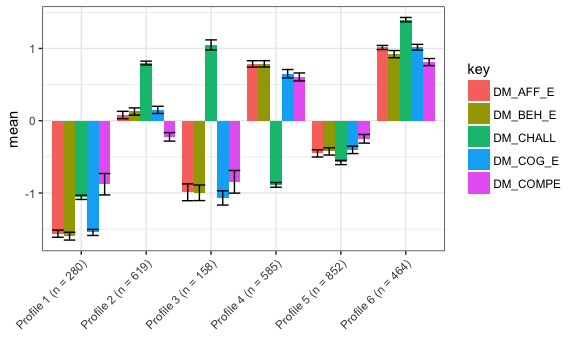 mean
1
0
-1
Profile 1 (n = 280)
Profile 2 (n = 619)
Profile 3 (n = 158)
Profile 4 (n = 585)
Profile 5 (n = 852)
Profile 6 (n = 464)
key
DM_AFF_E
DM_BEH_E
DM_CHALL
DM_COG_E
DM_COMPE